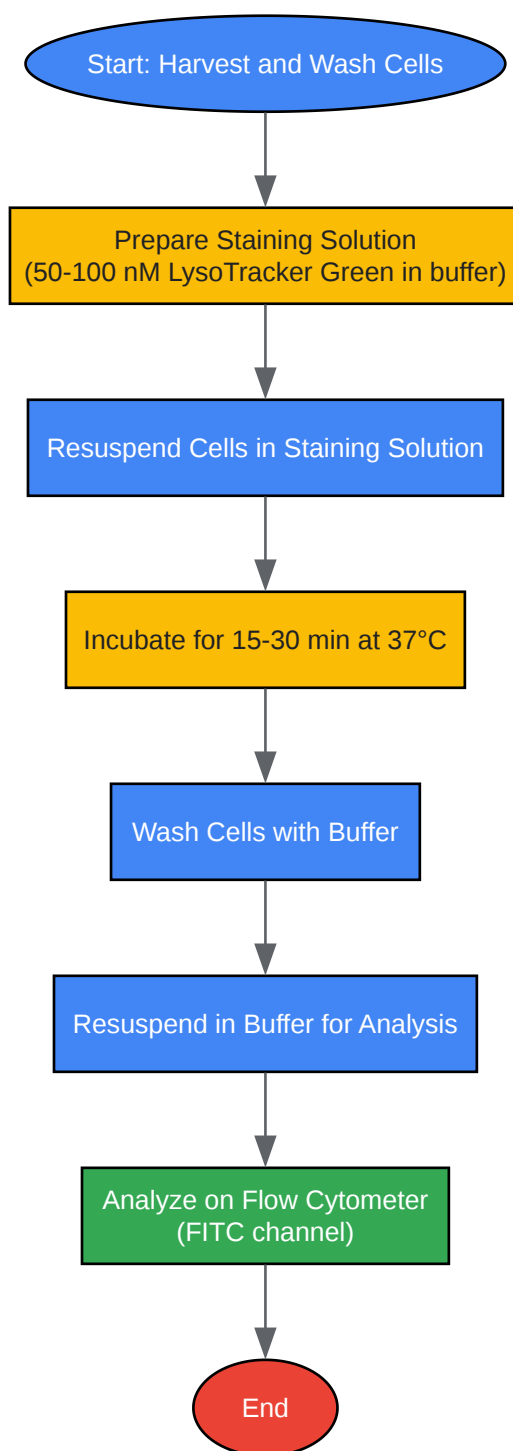 Start: Harvest and Wash Cells
Prepare Staining Solution
(50-100 nM LysoTracker Green in buffer)
Resuspend Cells in Staining Solution
Incubate for 15-30 min at 37°C
Wash Cells with Buffer
Resuspend in Buffer for Analysis
Analyze on Flow Cytometer
(FITC channel)
End